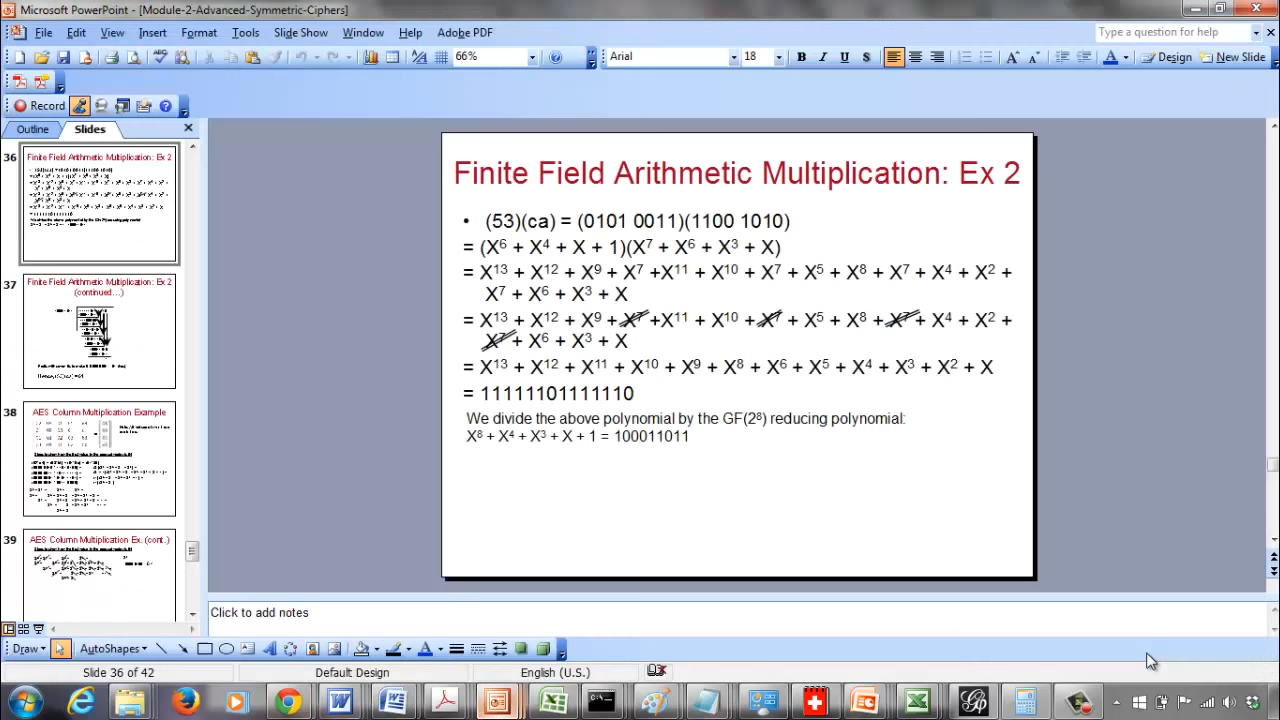 Microsoft PowerPoint - [Module-2-Advanced-Symmetric-Ciphers]
File Edit View Insert Format Tools Slide Show Window Help Adobe PDF
Type a question for help
66%
Arial
18
B I U S
A
Design
New Slide
Record
Outline Slides
36
Finite Field Arithmetic Multiplication: Ex 2
37
Finite Field Arithmetic Multiplication: Ex 2
(continued…)
38
AES Column Multiplication Example
39
AES Column Multiplication Ex. (cont.)
Finite Field Arithmetic Multiplication: Ex 2
• (53)(ca) = (0101 0011)(1100 1010)
= (X⁶ + X⁴ + X + 1)(X⁷ + X⁶ + X³ + X)
= X¹³ + X¹² + X⁹ + X⁷ +X¹¹ + X¹⁰ + X⁷ + X⁵ + X⁸ + X⁷ + X⁴ + X² +
X⁷ + X⁶ + X³ + X
= X¹³ + X¹² + X⁹ + X⁷ +X¹¹ + X¹⁰ + X⁷ + X⁵ + X⁸ + X⁷ + X⁴ + X² +
X⁷ + X⁶ + X³ + X
= X¹³ + X¹² + X¹¹ + X¹⁰ + X⁹ + X⁸ + X⁶ + X⁵ + X⁴ + X³ + X² + X
= 11111101111110
We divide the above polynomial by the GF(2⁸) reducing polynomial:
X⁸ + X⁴ + X³ + X + 1 = 100011011
Click to add notes
Draw AutoShapes
A
Slide 36 of 42
Default Design
English (U.S.)